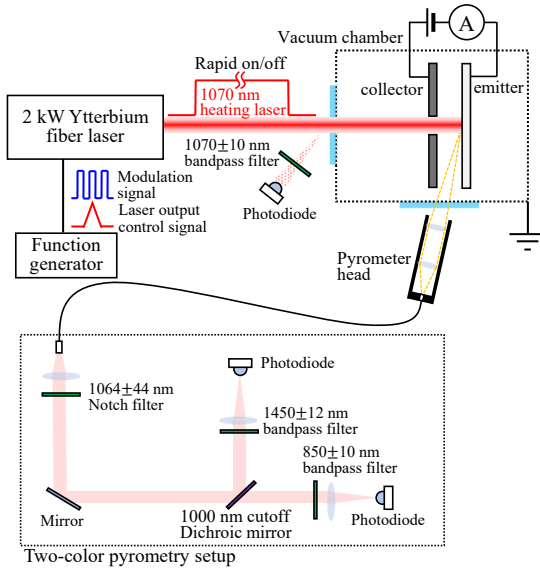 Vacuum chamber
A
Rapid on/off
1070 nm
heating laser
collector
emitter
2 kW Ytterbium
fiber laser
1070±10 nm
bandpass filter
Photodiode
Modulation
signal
Laser output
control signal
Function
generator
Pyrometer
head
Photodiode
1064±44 nm
Notch filter
1450±12 nm
bandpass filter
850±10 nm
bandpass filter
Mirror
1000 nm cutoff
Dichroic mirror
Photodiode
Two-color pyrometry setup